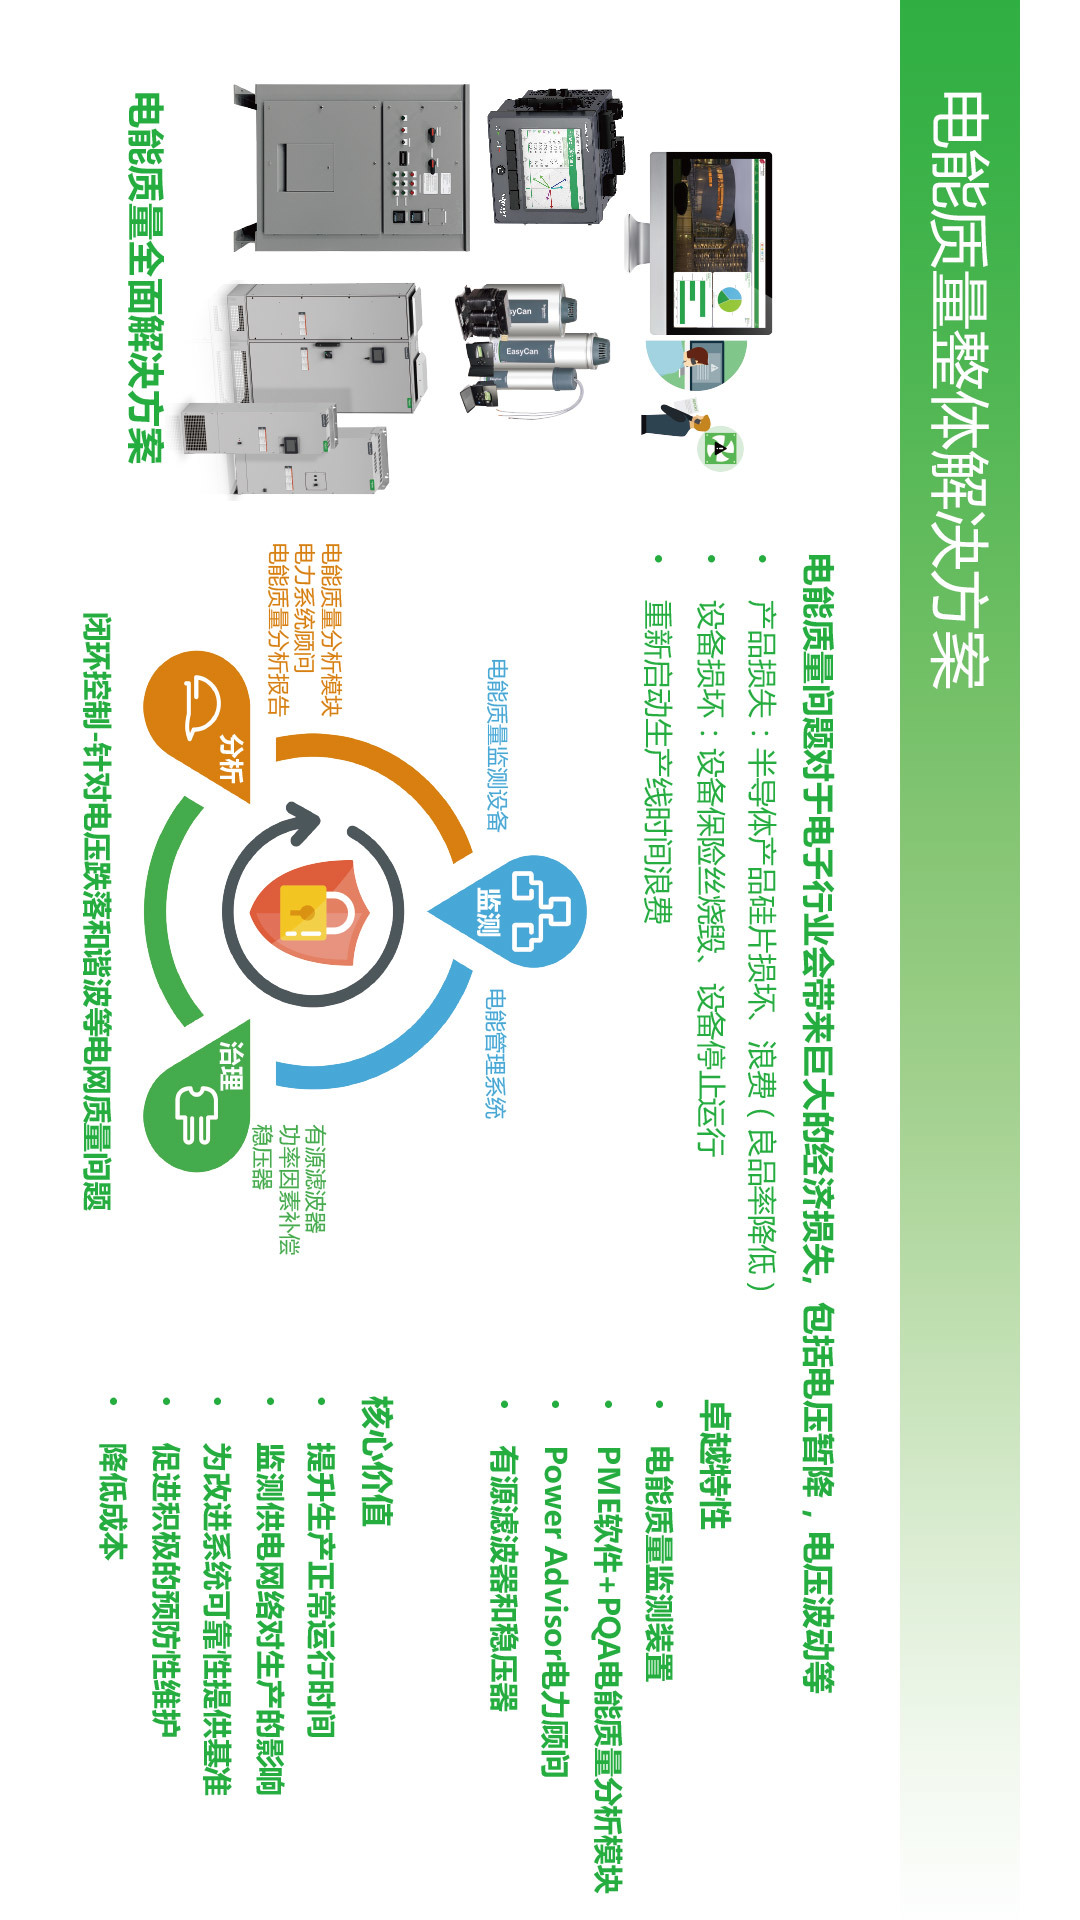 电能质量整体解决方案
电能质量问题对于电子行业会带来巨大的经济损失，包括电压暂降，电压波动等
• 产品损失：半导体产品硅片损坏、浪费（良品率降低）
• 设备损坏：设备保险丝烧毁、设备停止运行
• 重新启动生产线时间浪费
EasyCan
syCan
电能质量全面解决方案
电能质量监测设备
监测
电能管理系统
电能质量分析模块
电力系统顾问
电能质量分析报告
分析
治理
有源滤波器
功率因素补偿
稳压器
闭环控制-针对电压跌落和谐波等电网质量问题
卓越特性
• 电能质量监测装置
• PME软件+PQA电能质量分析模块
• Power Advisor电力顾问
• 有源滤波器和稳压器
核心价值
• 提升生产正常运行时间
• 监测供电网络对生产的影响
• 为改进系统可靠性提供基准
• 促进积极的预防性维护
• 降低成本